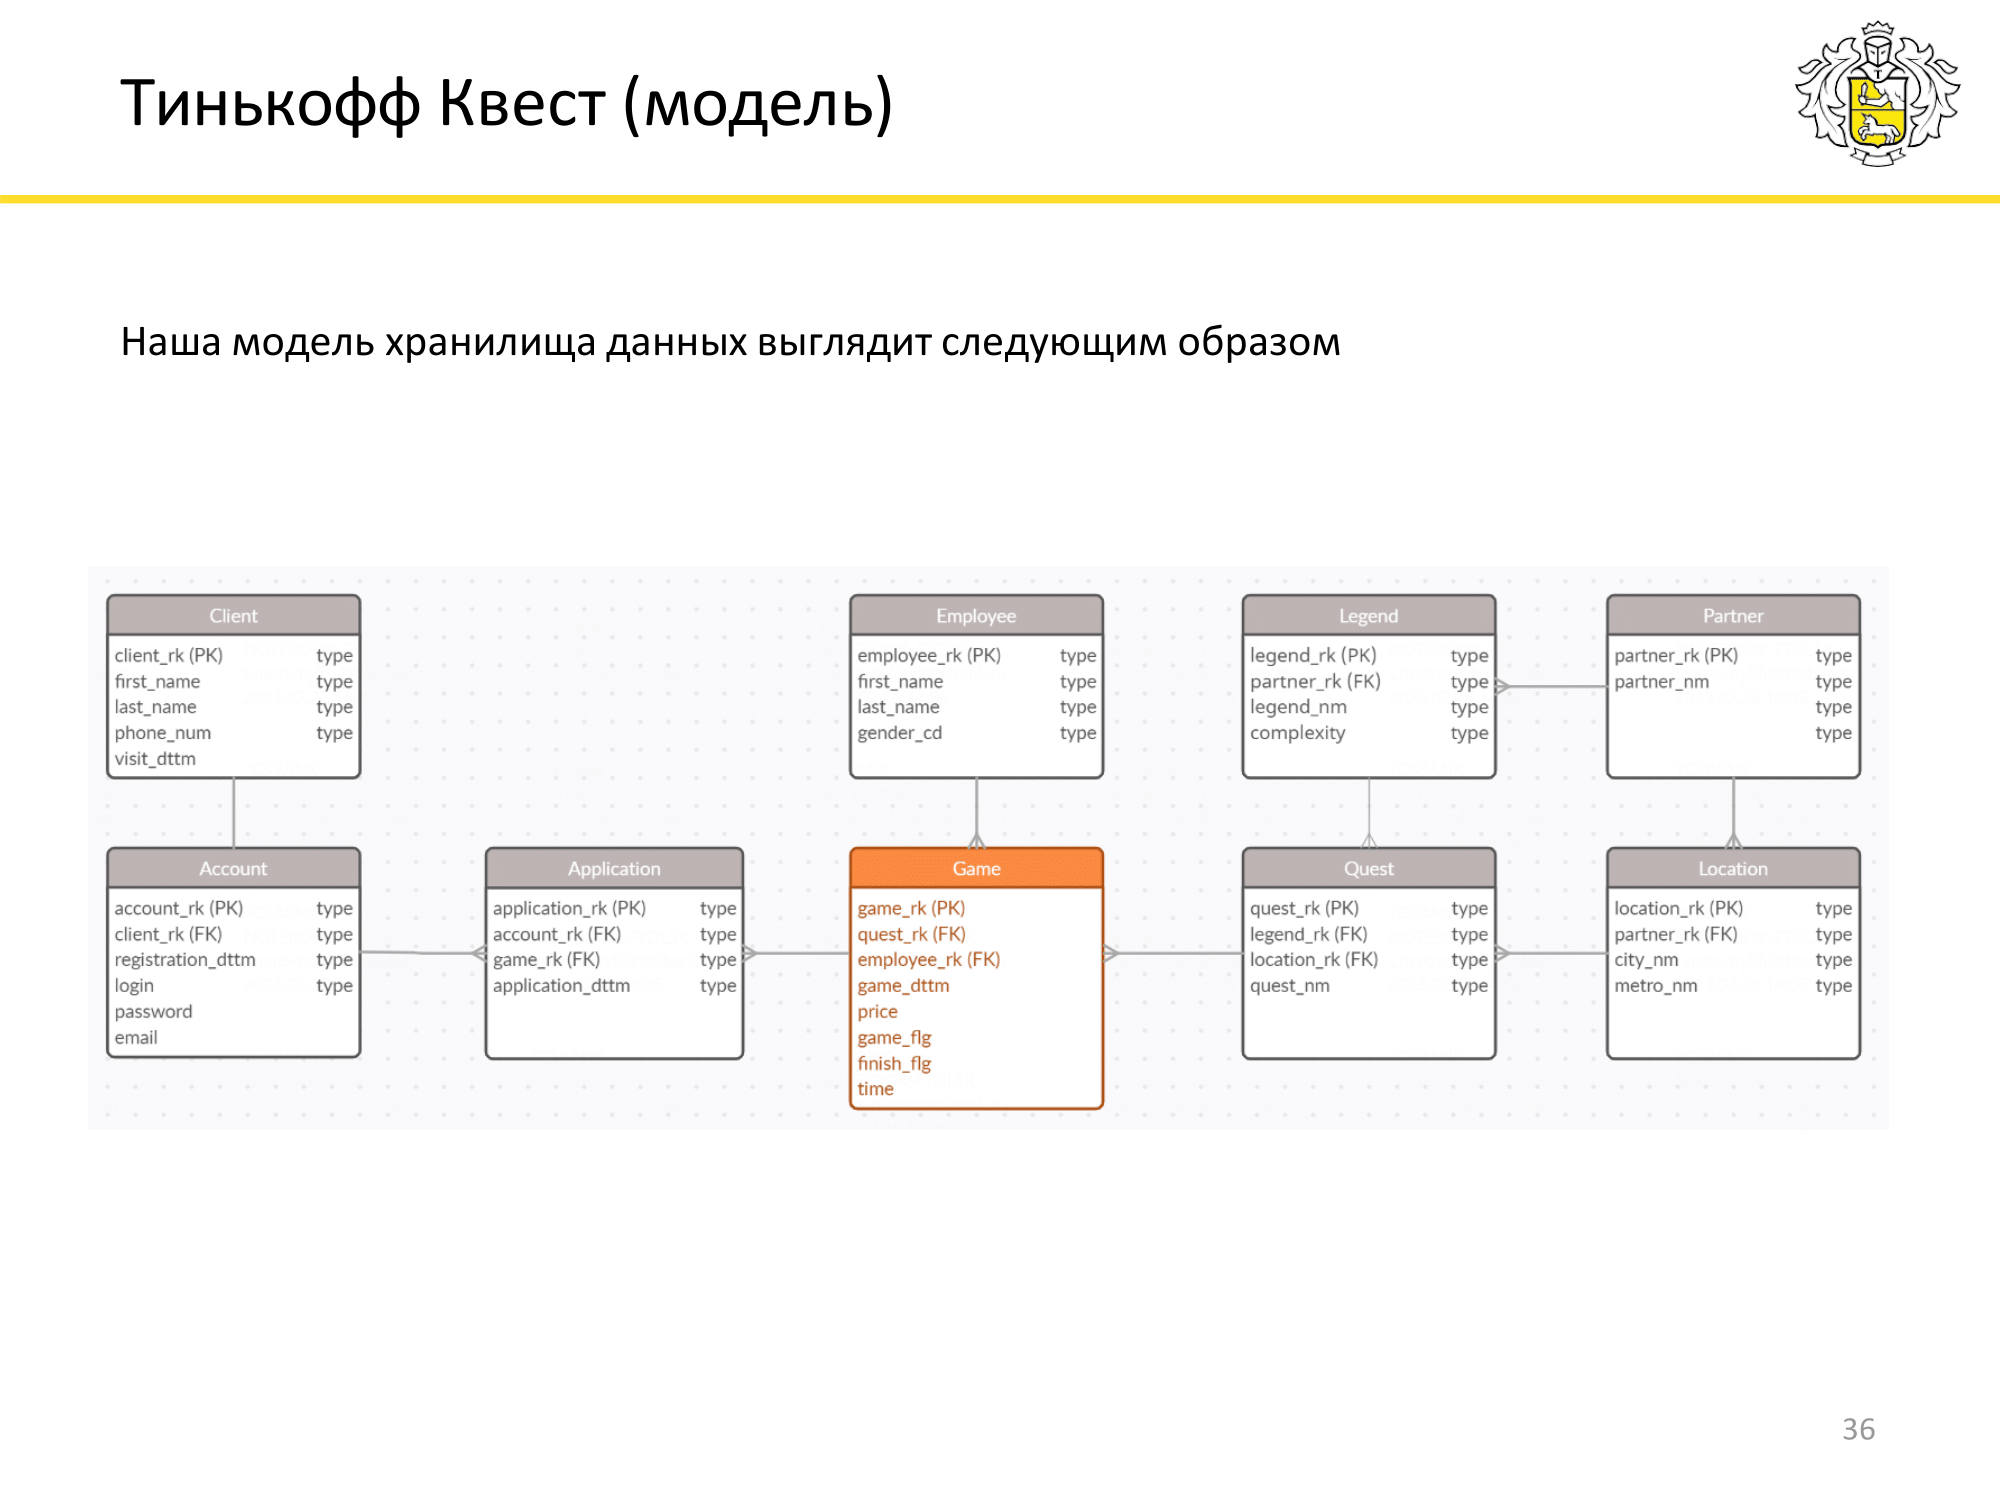 Тинькофф Квест (модель)
Наша модель хранилища данных выглядит следующим образом
Client
client_rk (PK) type
first_name type
last_name type
phone_num type
visit_dttm
Employee
employee_rk (PK) type
first_name type
last_name type
gender_cd type
Legend
legend_rk (PK) type
partner_rk (FK) type
legend_nm type
complexity type
Partner
partner_rk (PK) type
partner_nm type
type
type
Account
account_rk (PK) type
client_rk (FK) type
registration_dttm type
login type
password
email
Application
application_rk (PK) type
account_rk (FK) type
game_rk (FK) type
application_dttm type
Game
game_rk (PK)
quest_rk (FK)
employee_rk (FK)
game_dttm
price
game_flg
finish_flg
time
Quest
quest_rk (PK) type
legend_rk (FK) type
location_rk (FK) type
quest_nm type
Location
location_rk (PK) type
partner_rk (FK) type
city_nm type
metro_nm type
36